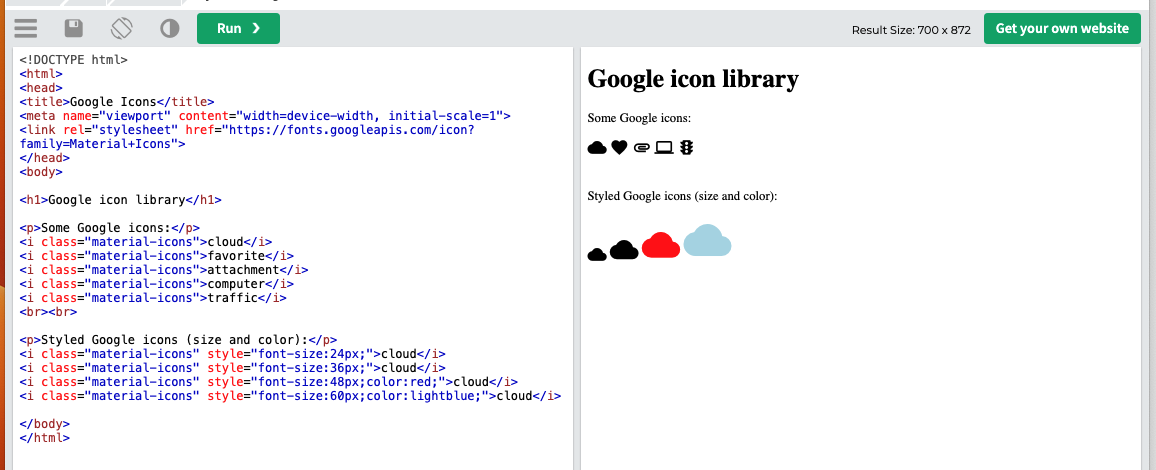 Run ❯
Result Size: 700 x 872
Get your own website
<!DOCTYPE html>
<html>
<head>
<title>Google Icons</title>
<meta name="viewport" content="width=device-width, initial-scale=1">
<link rel="stylesheet" href="https://fonts.googleapis.com/icon?
family=Material+Icons">
</head>
<body>
<h1>Google icon library</h1>
<p>Some Google icons:</p>
<i class="material-icons">cloud</i>
<i class="material-icons">favorite</i>
<i class="material-icons">attachment</i>
<i class="material-icons">computer</i>
<i class="material-icons">traffic</i>
<br><br>
<p>Styled Google icons (size and color):</p>
<i class="material-icons" style="font-size:24px;">cloud</i>
<i class="material-icons" style="font-size:36px;">cloud</i>
<i class="material-icons" style="font-size:48px;color:red;">cloud</i>
<i class="material-icons" style="font-size:60px;color:lightblue;">cloud</i>
</body>
</html>
Google icon library
Some Google icons:
Styled Google icons (size and color):